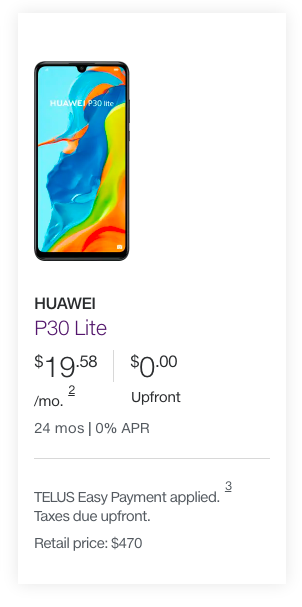 HUAWEI P30 lite
HUAWEI
P30 Lite
$19.58 $0.00
/mo. 2 Upfront
24 mos | 0% APR
TELUS Easy Payment applied. 3
Taxes due upfront.
Retail price: $470